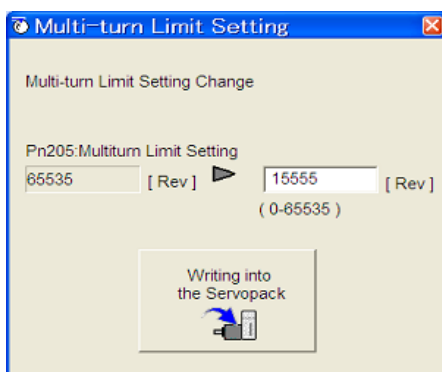 Multi-turn Limit Setting
Multi-turn Limit Setting Change
Pn205:Multiturn Limit Setting
65535 [ Rev ] 15555 [ Rev ]
( 0-65535 )
Writing into
the Servopack